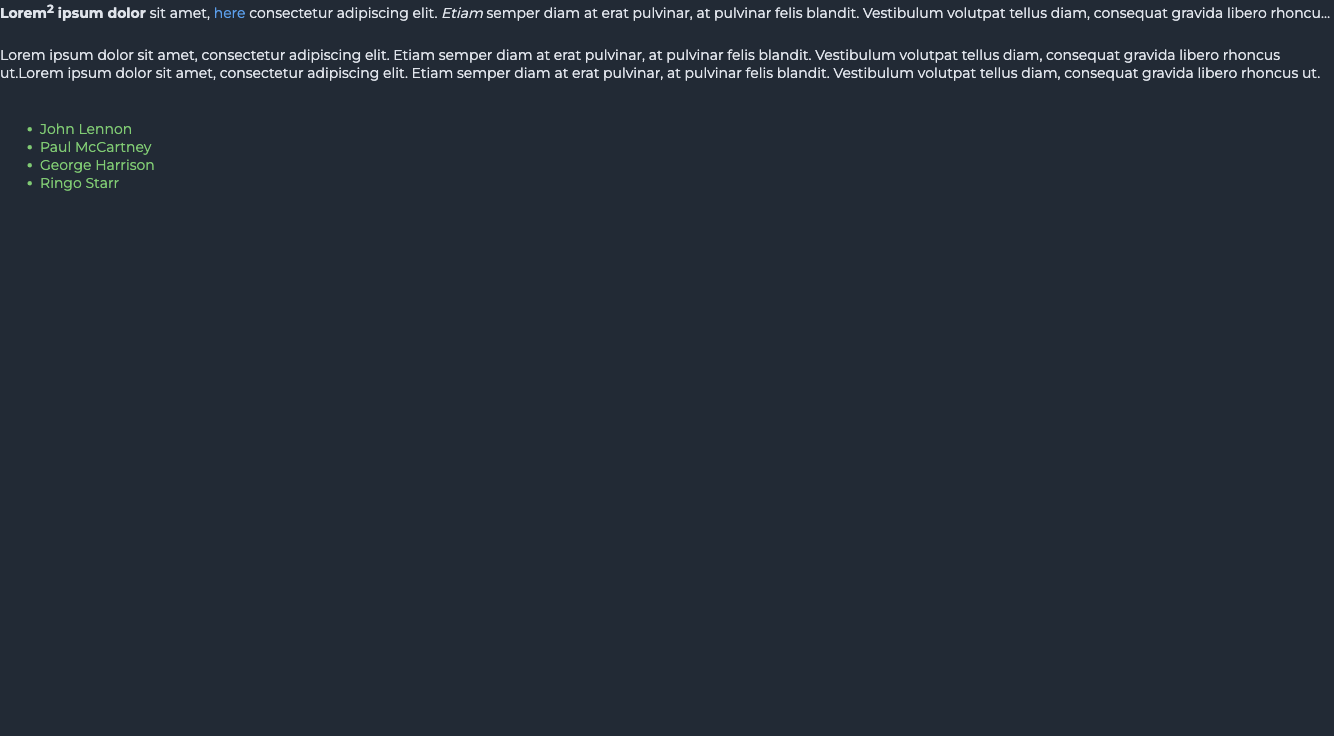 Lorem² ipsum dolor sit amet, here consectetur adipiscing elit. Etiam semper diam at erat pulvinar, at pulvinar felis blandit. Vestibulum volutpat tellus diam, consequat gravida libero rhoncu...
Lorem ipsum dolor sit amet, consectetur adipiscing elit. Etiam semper diam at erat pulvinar, at pulvinar felis blandit. Vestibulum volutpat tellus diam, consequat gravida libero rhoncus
ut.Lorem ipsum dolor sit amet, consectetur adipiscing elit. Etiam semper diam at erat pulvinar, at pulvinar felis blandit. Vestibulum volutpat tellus diam, consequat gravida libero rhoncus ut.
• John Lennon
• Paul McCartney
• George Harrison
• Ringo Starr